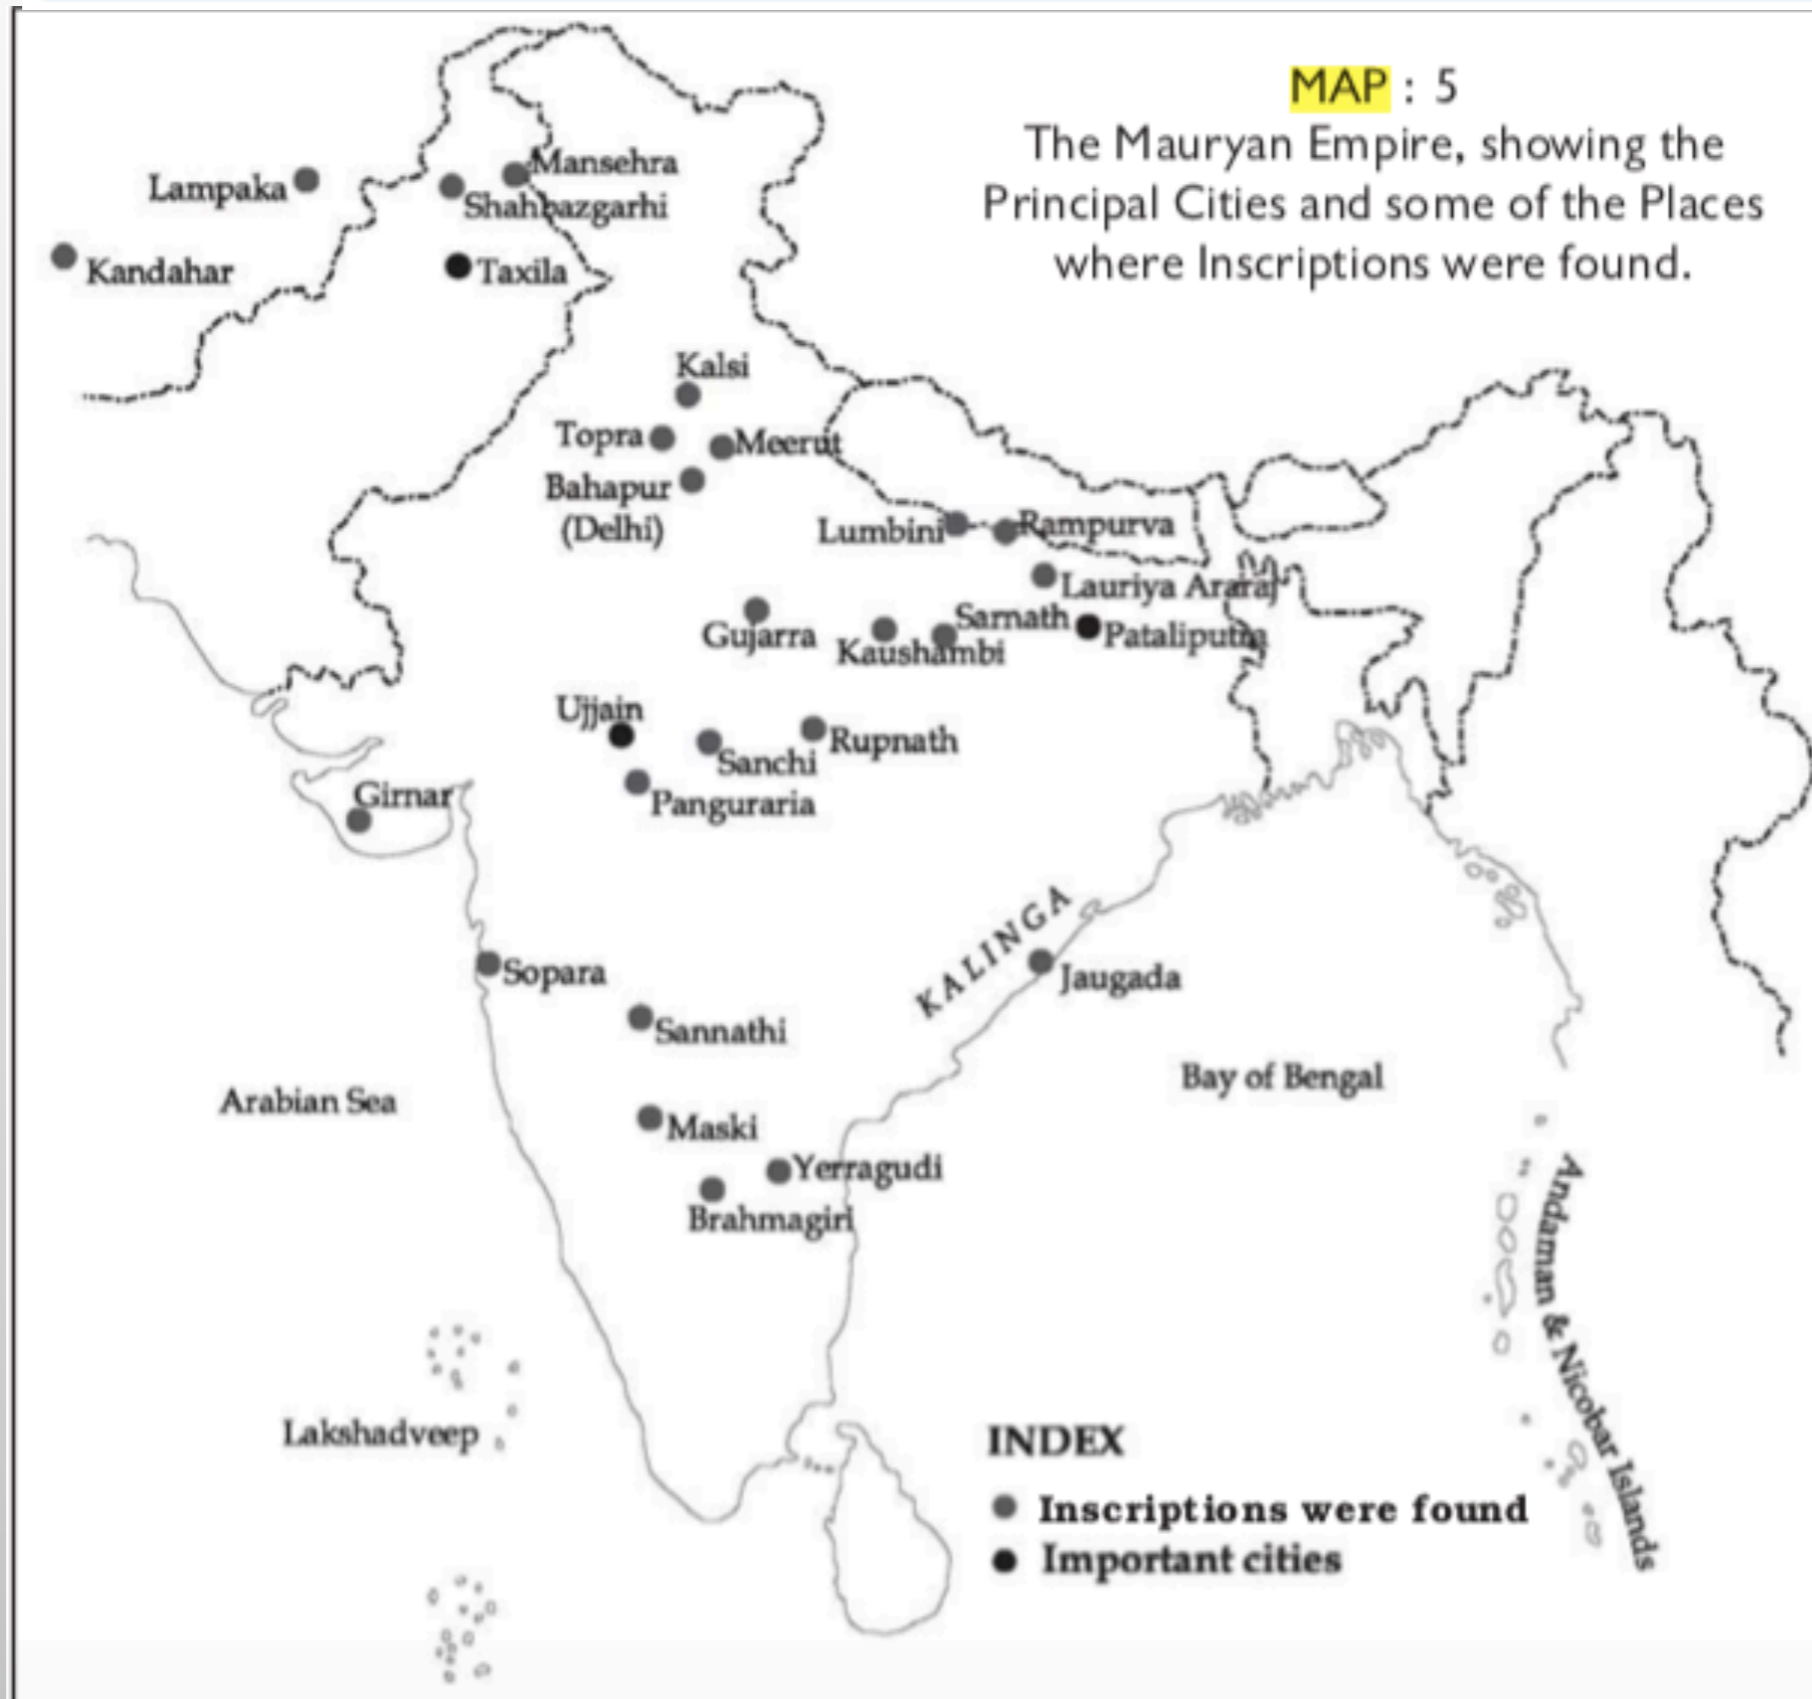 MAP : 5
The Mauryan Empire, showing the
Principal Cities and some of the Places
where Inscriptions were found.
Mansehra
Lampaka
Shahbazgarhi
Kandahar
Taxila
Kalsi
Topra
Meerut
Bahapur
(Delhi)
Lumbini
Rampurva
Lauriya Araraj
Gujarra
Sarnath
Kaushambi
Pataliputra
Ujjain
Sanchi
Rupnath
Panguraria
Girnar
KALINGA
Sopara
Jaugada
Sannathi
Arabian Sea
Bay of Bengal
Maski
Yerragudi
Brahmagiri
Andaman & Nicobar Islands
Lakshadveep
INDEX
Inscriptions were found
Important cities